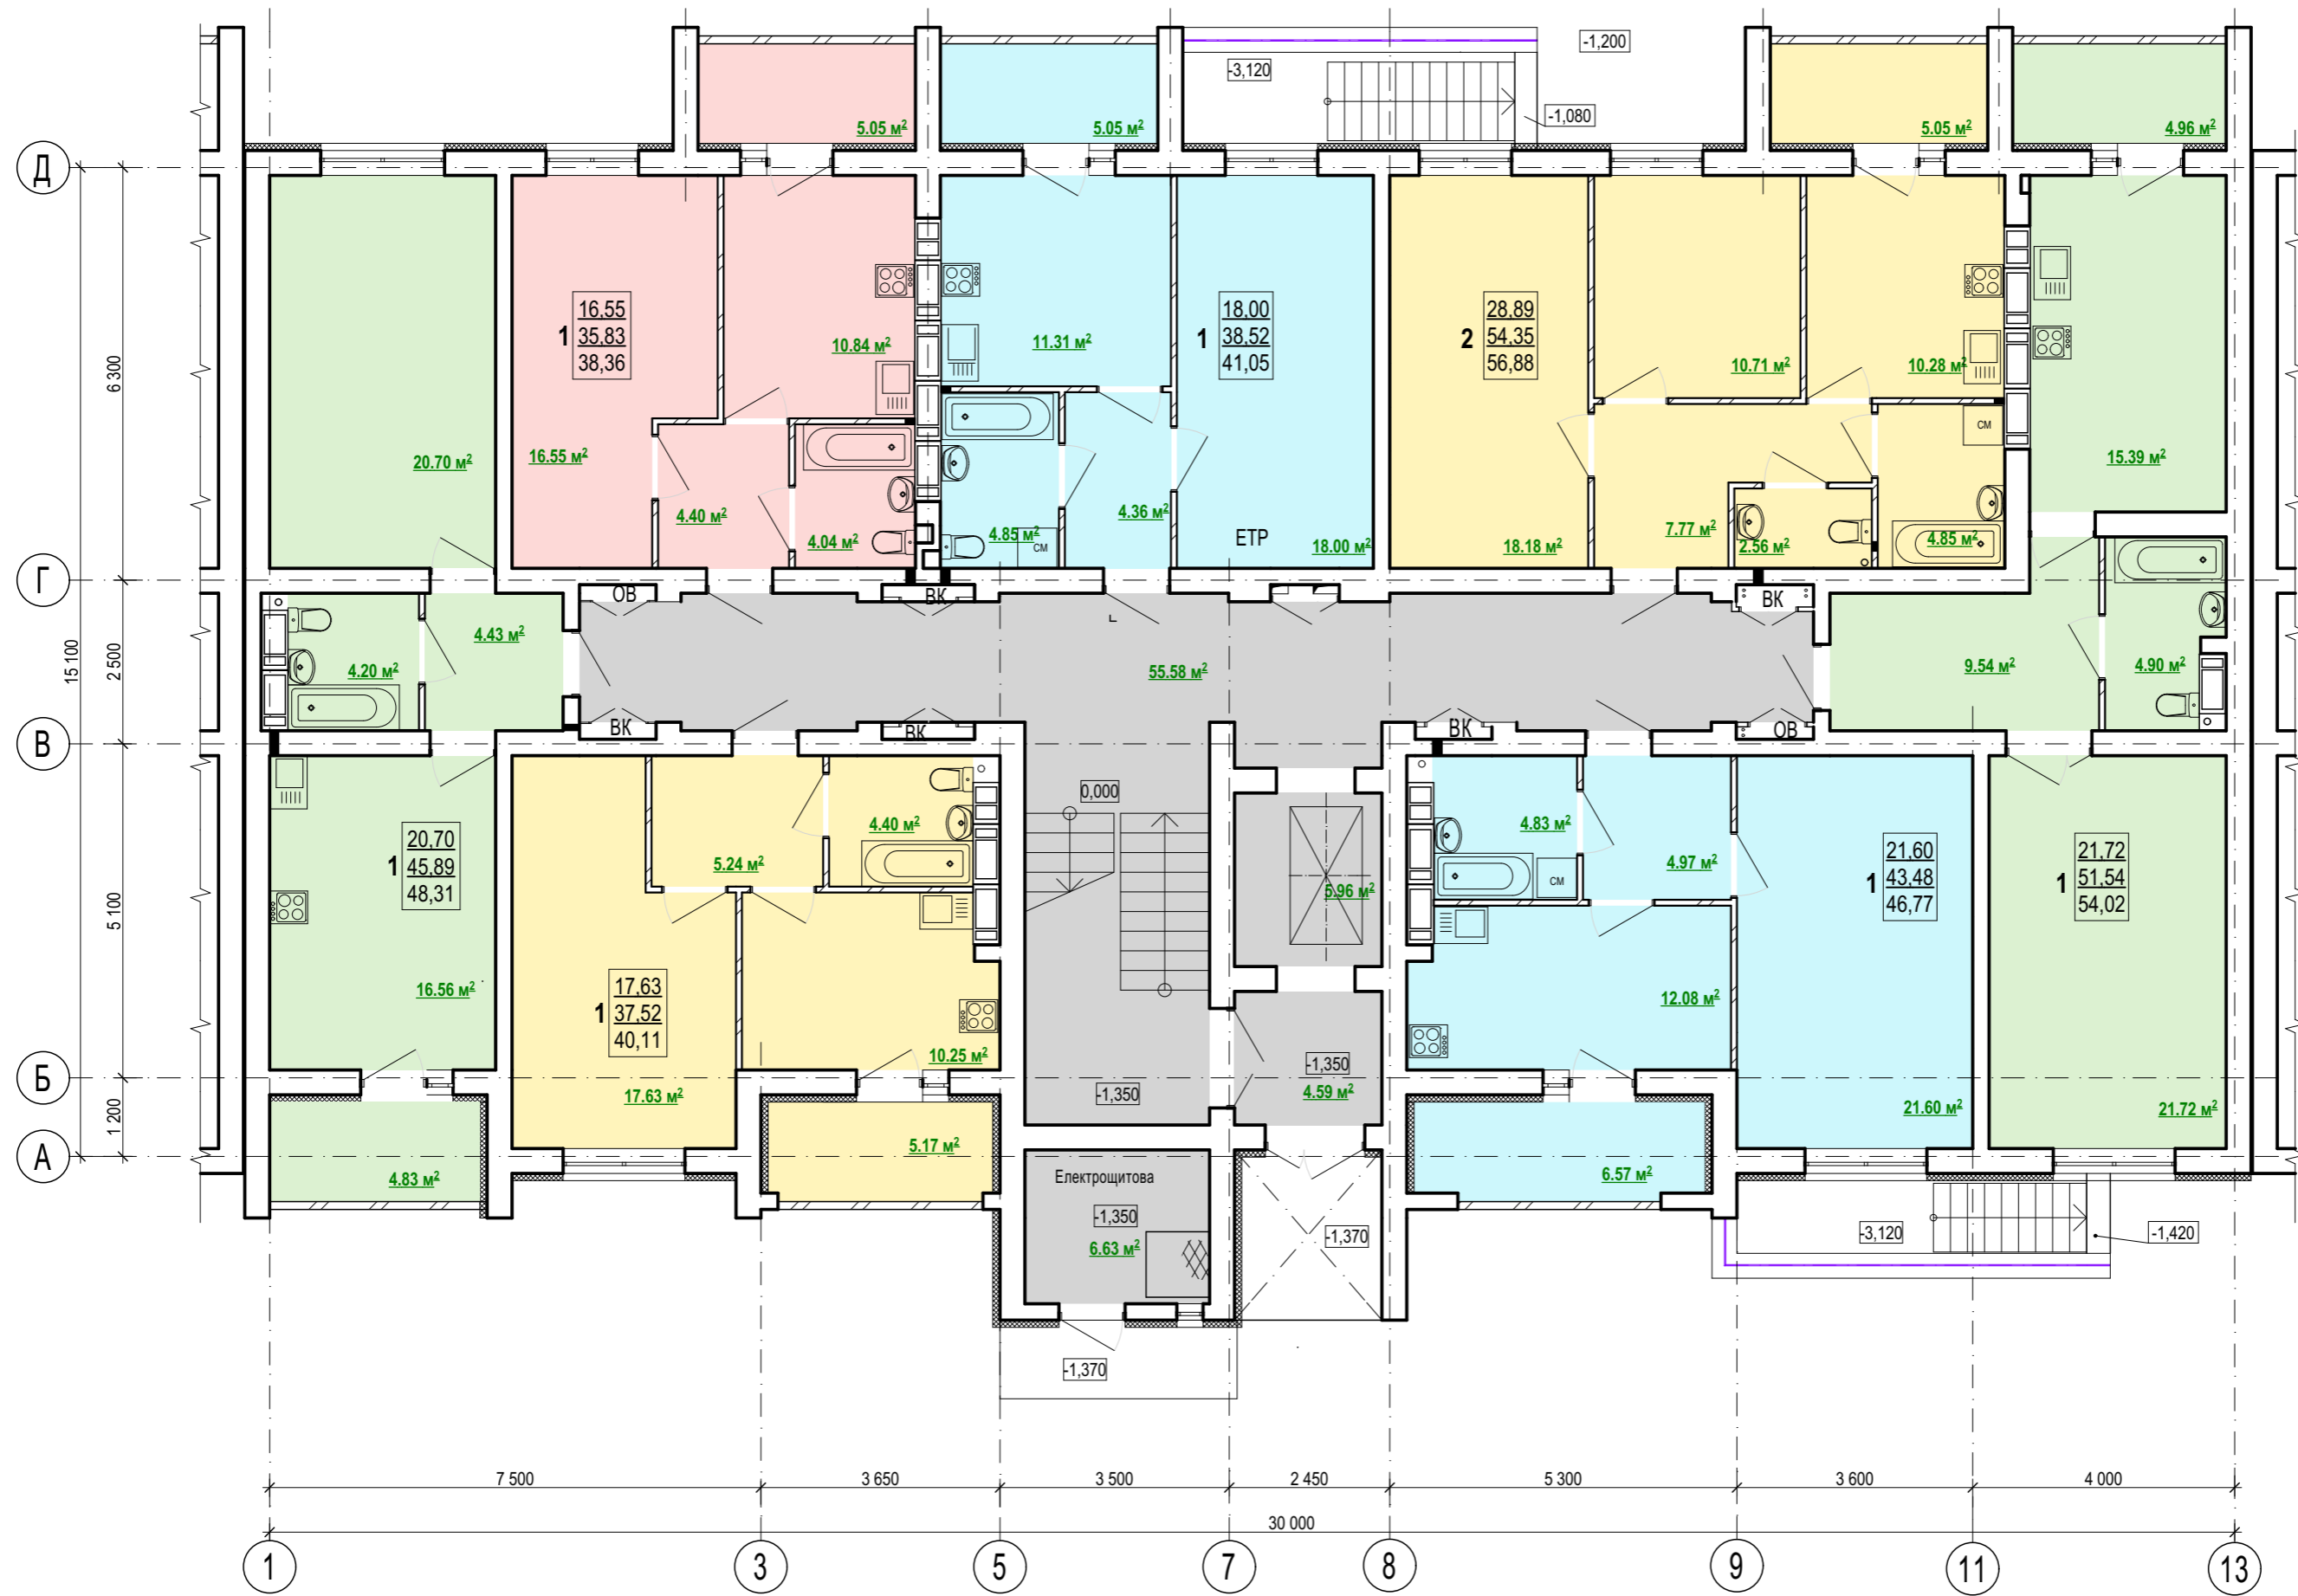 -1,200
-3,120
-1,080
5.05 м²
5.05 м²
5.05 м²
4.96 м²
Д
16,55
1 35,83
38,36
10.84 м²
11.31 м²
18,00
1 38,52
41,05
28,89
2 54,35
56,88
10.71 м²
10.28 м²
6 300
20.70 м²
16.55 м²
15.39 м²
СМ
4.40 м²
4.04 м²
4.85 м²
СМ
4.36 м²
ЕТР
18.00 м²
18.18 м²
7.77 м²
2.56 м²
4.85 м²
Г
ОВ
ВК
ВК
15 100
2 500
4.20 м²
4.43 м²
55.58 м²
9.54 м²
4.90 м²
В
ВК
ВК
ВК
ОВ
0,000
4.40 м²
4.83 м²
5.24 м²
4.97 м²
20,70
1 45,89
48,31
5.96 м²
СМ
21,60
1 43,48
46,77
21,72
1 51,54
54,02
5 100
16.56 м²
17,63
1 37,52
40,11
12.08 м²
10.25 м²
-1,350
Б
17.63 м²
-1,350
4.59 м²
21.60 м²
21.72 м²
1 200
А
5.17 м²
4.83 м²
Електрощитова
6.57 м²
-1,350
6.63 м²
-1,370
-3,120
-1,420
-1,370
7 500
3 650
3 500
2 450
5 300
3 600
4 000
30 000
1
3
5
7
8
9
11
13